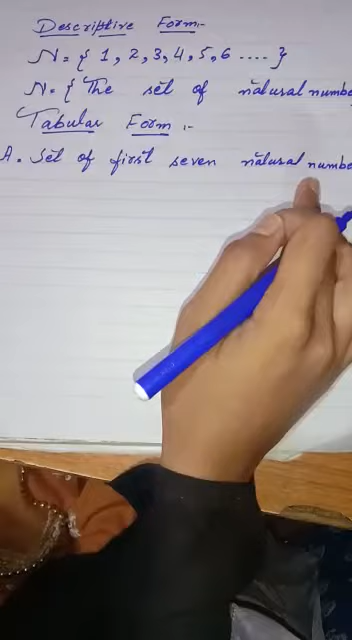 Descriptive Form:-
N = { 1, 2, 3, 4, 5, 6 .... }
N = { The set of natural numbe
Tabular Form :-
A. Set of first seven natural numbe